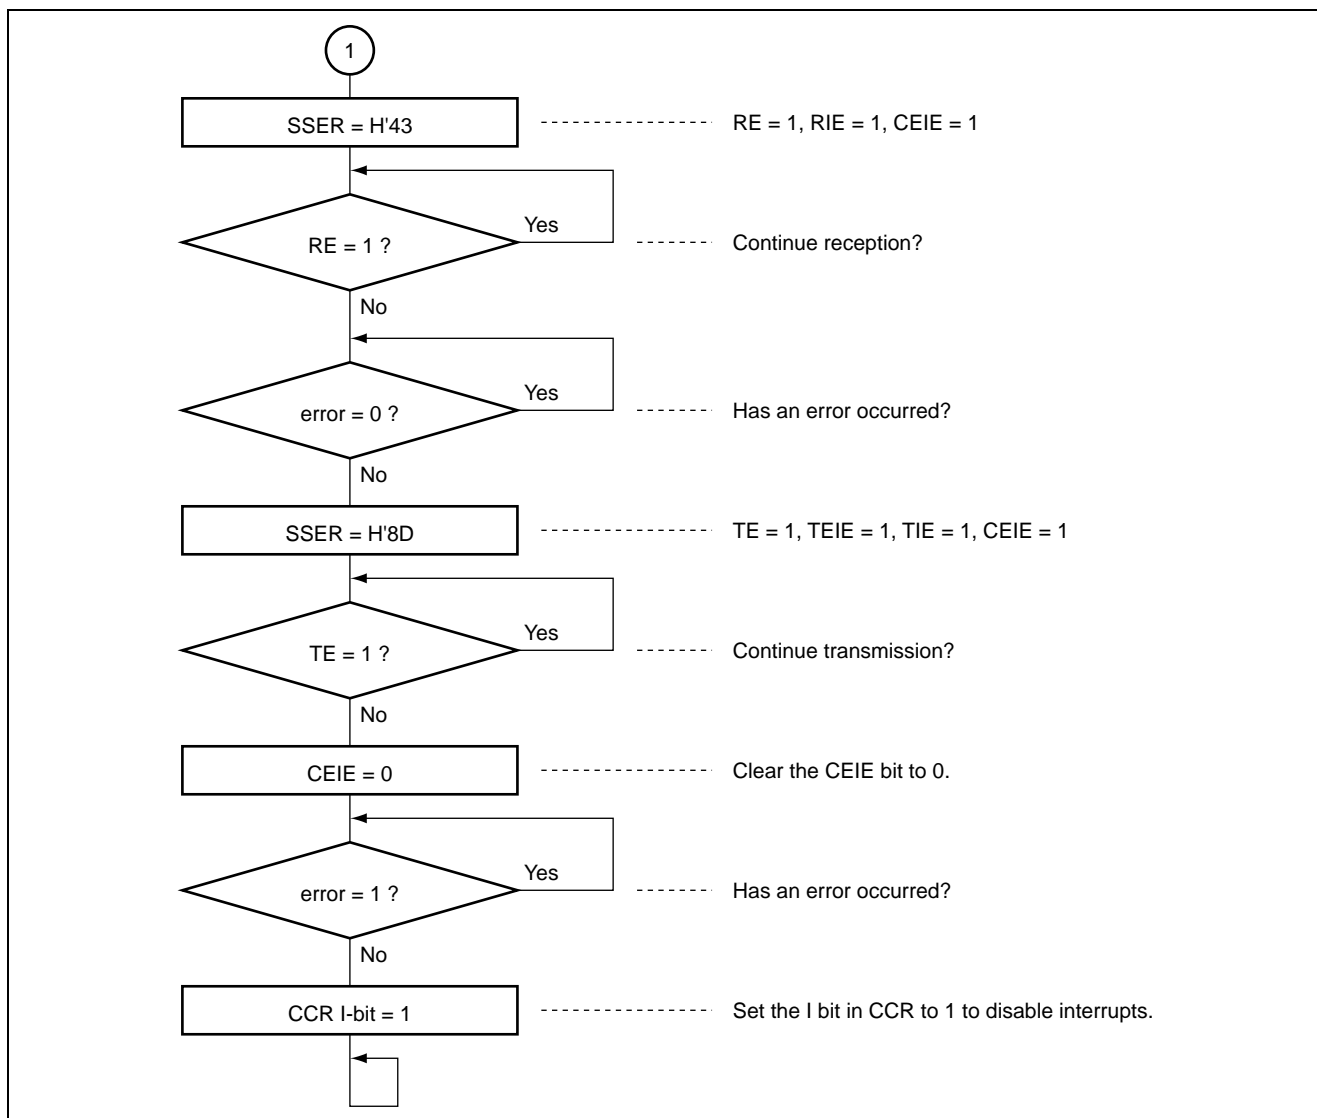 1
SSER = H'43
RE = 1, RIE = 1, CEIE = 1
RE = 1 ?
Yes
Continue reception?
No
error = 0 ?
Yes
Has an error occurred?
No
SSER = H'8D
TE = 1, TEIE = 1, TIE = 1, CEIE = 1
TE = 1 ?
Yes
Continue transmission?
No
CEIE = 0
Clear the CEIE bit to 0.
error = 1 ?
Yes
Has an error occurred?
No
CCR I-bit = 1
Set the I bit in CCR to 1 to disable interrupts.